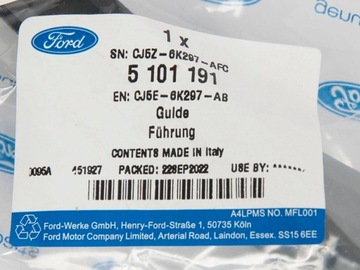 Ford
1 x
SN: CJ5Z-6K297-AFC
5 101 191
EN: CJ5E-6K297-AB
Guide
Führung
CONTENTS MADE IN Italy
0095A 451927 PACKED: 22SEP2022 USE BY: **.******
A4LPMS NO. MFL001
Ford-Werke GmbH, Henry-Ford-Straße 1, 50735 Köln
Ford Motor Company Limited, Arterial Road, Laindon, Essex. SS15 6EE